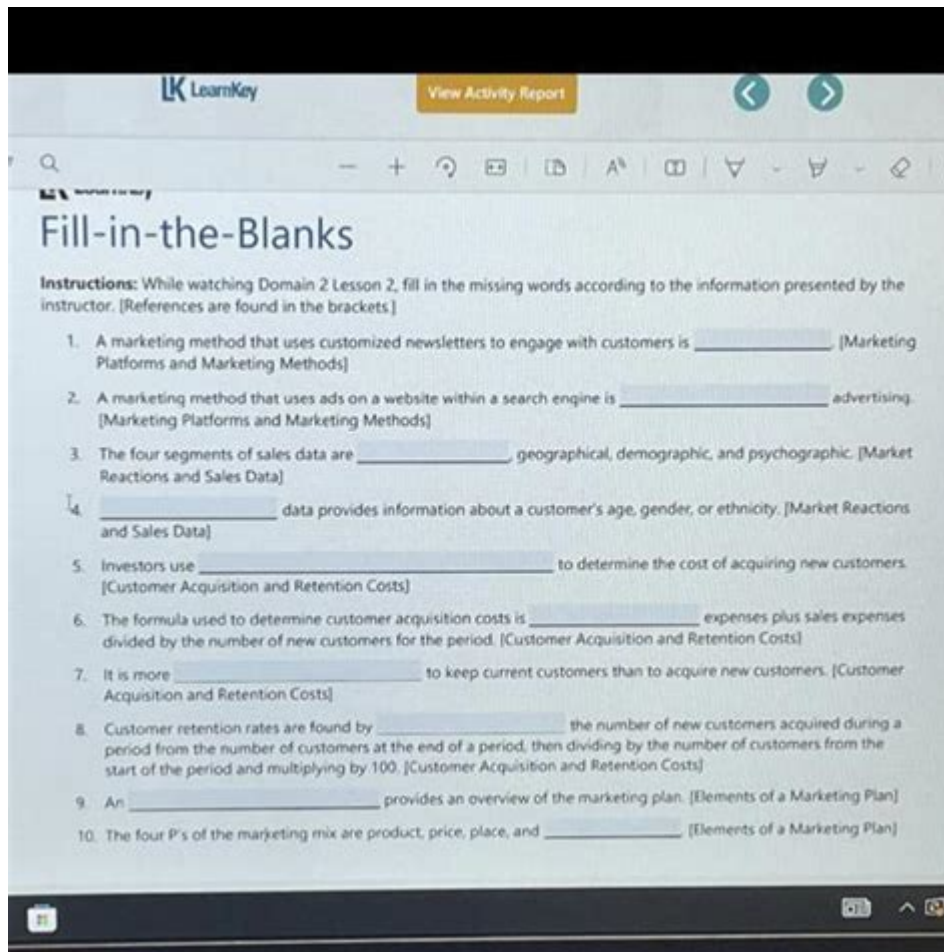 LK LearnKey
View Activity Report
Fill-in-the-Blanks
Instructions: While watching Domain 2 Lesson 2, fill in the missing words according to the information presented by the
instructor. [References are found in the brackets.]
1. A marketing method that uses customized newsletters to engage with customers is ____________. [Marketing
Platforms and Marketing Methods]
2. A marketing method that uses ads on a website within a search engine is ____________ advertising.
[Marketing Platforms and Marketing Methods]
3. The four segments of sales data are ____________, geographical, demographic, and psychographic. [Market
Reactions and Sales Data]
4. ____________ data provides information about a customer's age, gender, or ethnicity. [Market Reactions
and Sales Data]
5. Investors use ____________ to determine the cost of acquiring new customers.
[Customer Acquisition and Retention Costs]
6. The formula used to determine customer acquisition costs is ____________ expenses plus sales expenses
divided by the number of new customers for the period. [Customer Acquisition and Retention Costs]
7. It is more ____________ to keep current customers than to acquire new customers. [Customer
Acquisition and Retention Costs]
8. Customer retention rates are found by ____________ the number of new customers acquired during a
period from the number of customers at the end of a period, then dividing by the number of customers from the
start of the period and multiplying by 100. [Customer Acquisition and Retention Costs]
9. An ____________ provides an overview of the marketing plan. [Elements of a Marketing Plan]
10. The four P's of the marketing mix are product, price, place, and ____________. [Elements of a Marketing Plan]